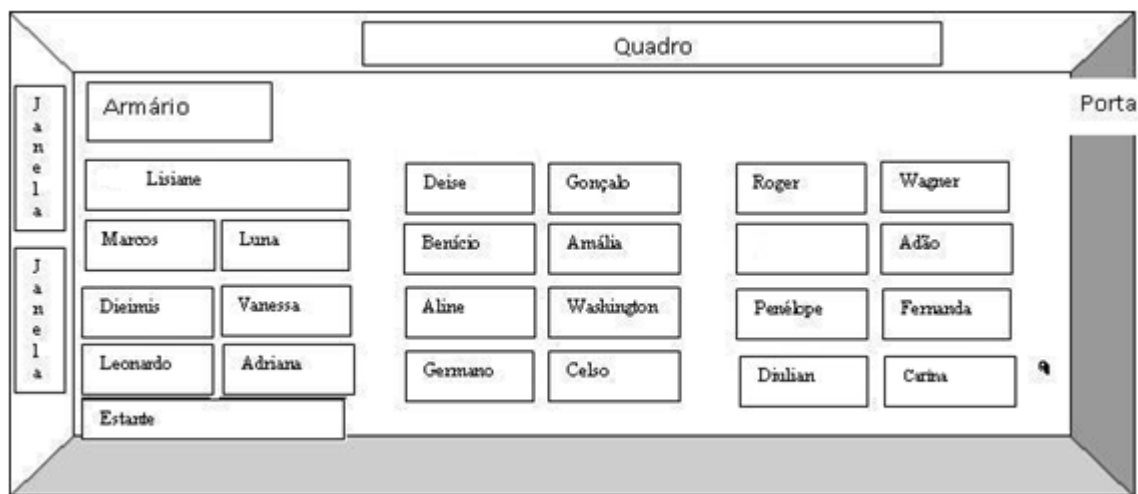 Quadro
Armário
Porta
Janela
Janela
Lisiane
Deise Gonçalo Roger Wagner
Marcos Luna Benício Amália Adão
Dieimis Vanessa Aline Washington Penélope Fernanda
Leonardo Adriana Germano Celso Diulian Carina
Estante